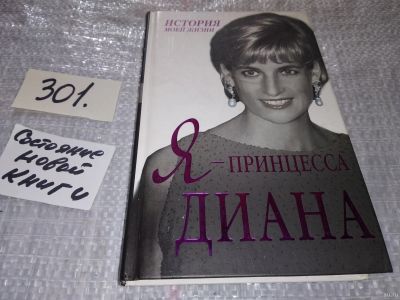 ИСТОРИЯ
МОЕЙ ЖИЗНИ
Я – ПРИНЦЕССА
ДИАНА
301.
Состояние
новой
книги